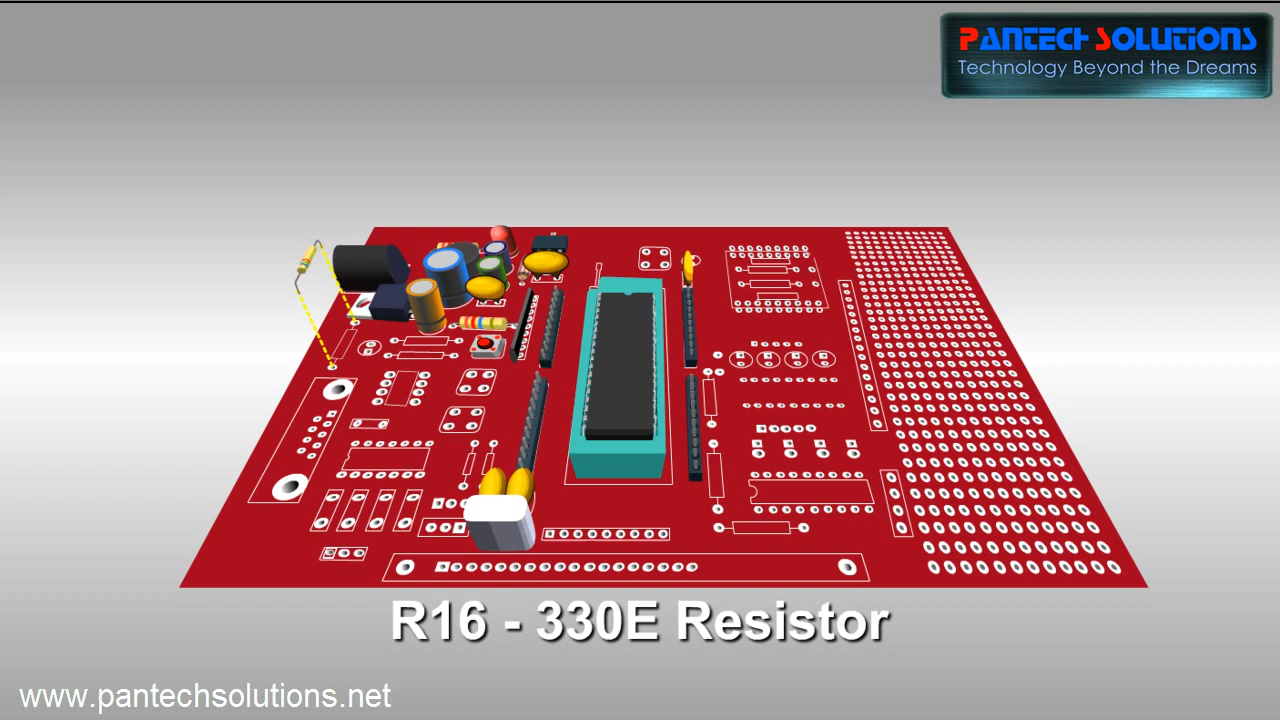 PANTECH SOLUTIONS
Technology Beyond the Dreams
R16 - 330E Resistor
www.pantechsolutions.net